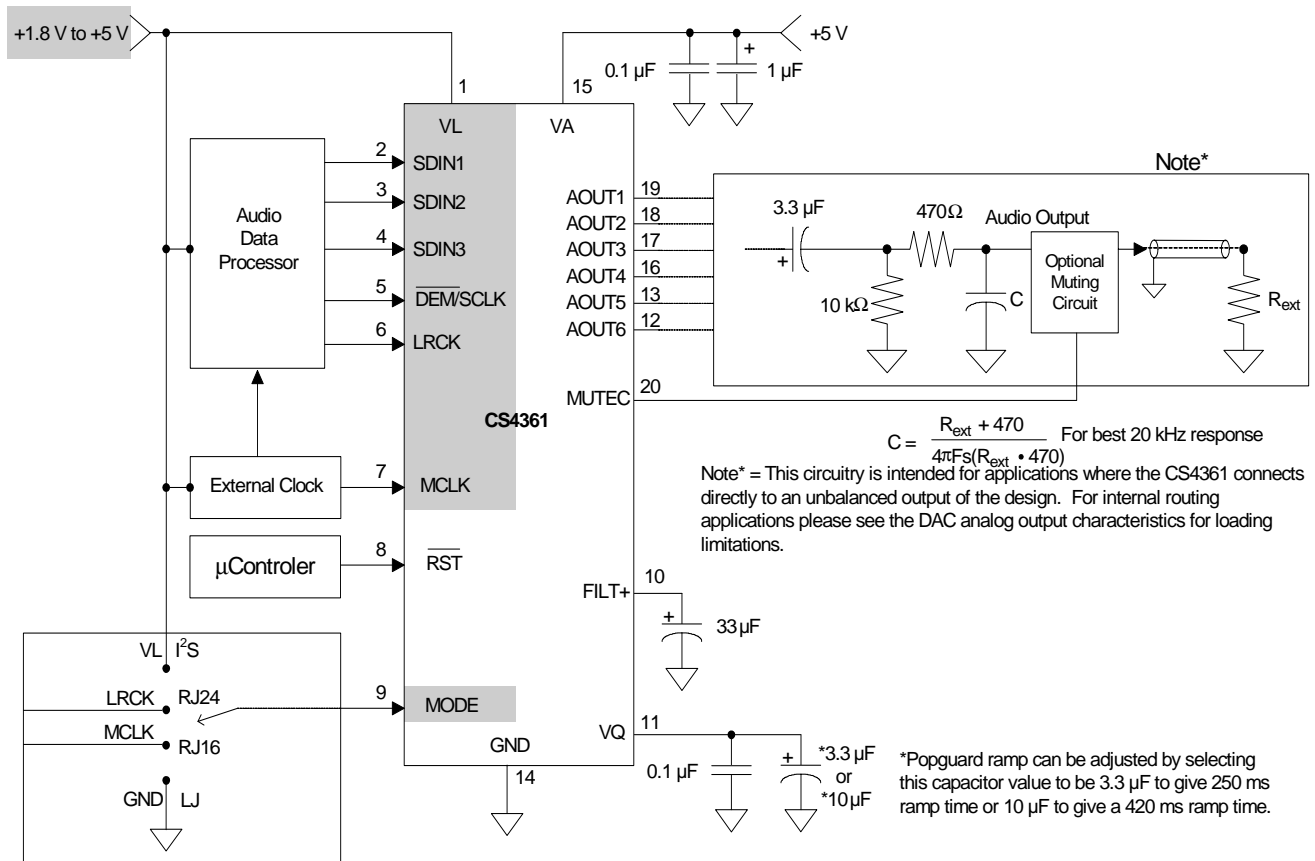 +1.8 V to +5 V
+5 V
0.1 µF
+
1 µF
1
15
VL
VA
Audio
Data
Processor
2
SDIN1
3
SDIN2
4
SDIN3
5
DEM/SCLK
6
LRCK
AOUT1
19
AOUT2
18
AOUT3
17
AOUT4
16
AOUT5
13
AOUT6
12
Note*
3.3 µF
+
470Ω
Audio Output
10 kΩ
C
Optional
Muting
Circuit
Rext
MUTEC
20
CS4361
C = Rext + 470
4πFs(Rext • 470)
For best 20 kHz response
Note* = This circuitry is intended for applications where the CS4361 connects
directly to an unbalanced output of the design. For internal routing
applications please see the DAC analog output characteristics for loading
limitations.
External Clock
7
MCLK
µControler
8
RST
FILT+
10
+
33 µF
VL
I²S
LRCK
RJ24
MCLK
RJ16
GND
LJ
9
MODE
GND
14
VQ
11
0.1 µF
+
*3.3 µF
or
*10µF
*Popguard ramp can be adjusted by selecting
this capacitor value to be 3.3 µF to give 250 ms
ramp time or 10 µF to give a 420 ms ramp time.